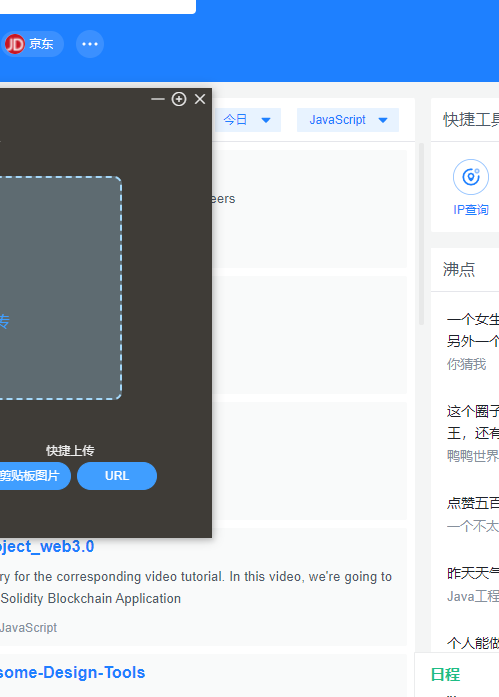 JD 京东
今日
JavaScript
快捷工具
eers
IP查询
传
沸点
一个女生
另外一个
你猜我
快捷上传
剪贴板图片
URL
这个圈子
王，还有
鸭鸭世界
点赞五百
一个不太
oject_web3.0
ry for the corresponding video tutorial. In this video, we're going to
Solidity Blockchain Application
JavaScript
昨天天气
Java工程
some-Design-Tools
个人能做
日程